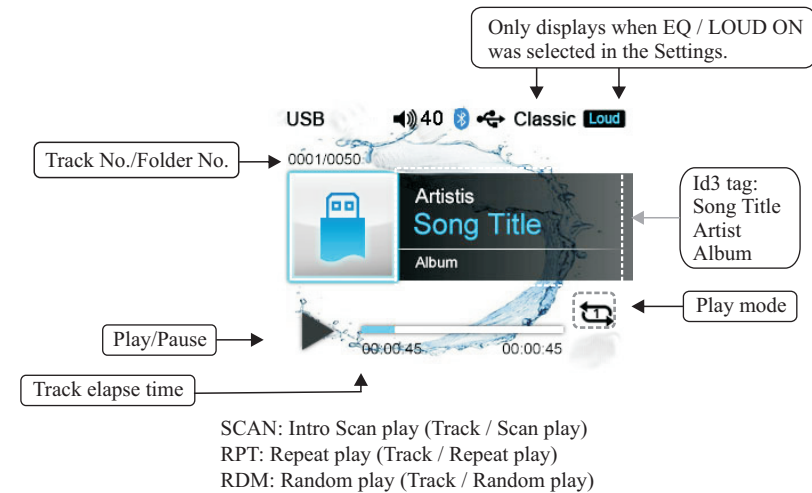 Only displays when EQ / LOUD ON
was selected in the Settings.
USB 40 Classic Loud
Track No./Folder No.
0001/0050
Artistis
Song Title
Album
Id3 tag:
Song Title
Artist
Album
1
Play mode
Play/Pause
00:00:45 00:00:45
Track elapse time
SCAN: Intro Scan play (Track / Scan play)
RPT: Repeat play (Track / Repeat play)
RDM: Random play (Track / Random play)